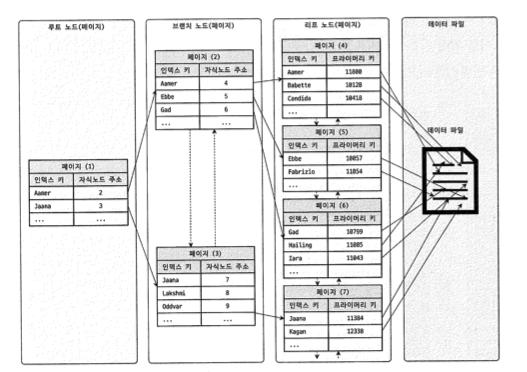 루트 노드(페이지)
페이지 (1)
인덱스 키 자식노드 주소
Aamer 2
Jaana 3
... ...
브랜치 노드(페이지)
페이지 (2)
인덱스 키 자식노드 주소
Aamer 4
Ebbe 5
Gad 6
... ...
페이지 (3)
인덱스 키 자식노드 주소
Jaana 7
Lakshmi 8
Oddvar 9
... ...
리프 노드(페이지)
페이지 (4)
인덱스 키 프라이머리 키
Aamer 11800
Babette 10128
Candida 10418
...
페이지 (5)
인덱스 키 프라이머리 키
Ebbe 10057
Fabrizio 11054
페이지 (6)
인덱스 키 프라이머리 키
Gad 10799
Mailing 11085
Iara 11043
...
페이지 (7)
인덱스 키 프라이머리 키
Jaana 11384
Kagan 12338
...
데이터 파일
데이터 파일